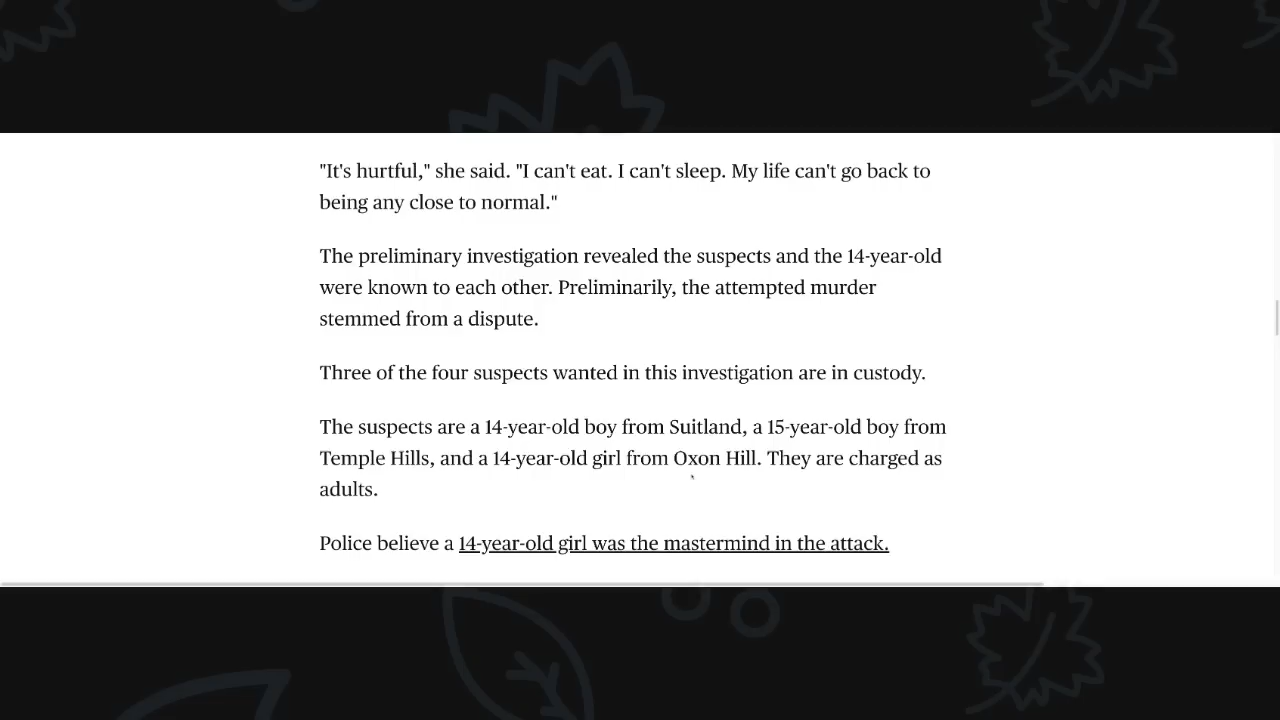 "It's hurtful," she said. "I can't eat. I can't sleep. My life can't go back to
being any close to normal."
The preliminary investigation revealed the suspects and the 14-year-old
were known to each other. Preliminarily, the attempted murder
stemmed from a dispute.
Three of the four suspects wanted in this investigation are in custody.
The suspects are a 14-year-old boy from Suitland, a 15-year-old boy from
Temple Hills, and a 14-year-old girl from Oxon Hill. They are charged as
adults.
Police believe a 14-year-old girl was the mastermind in the attack.